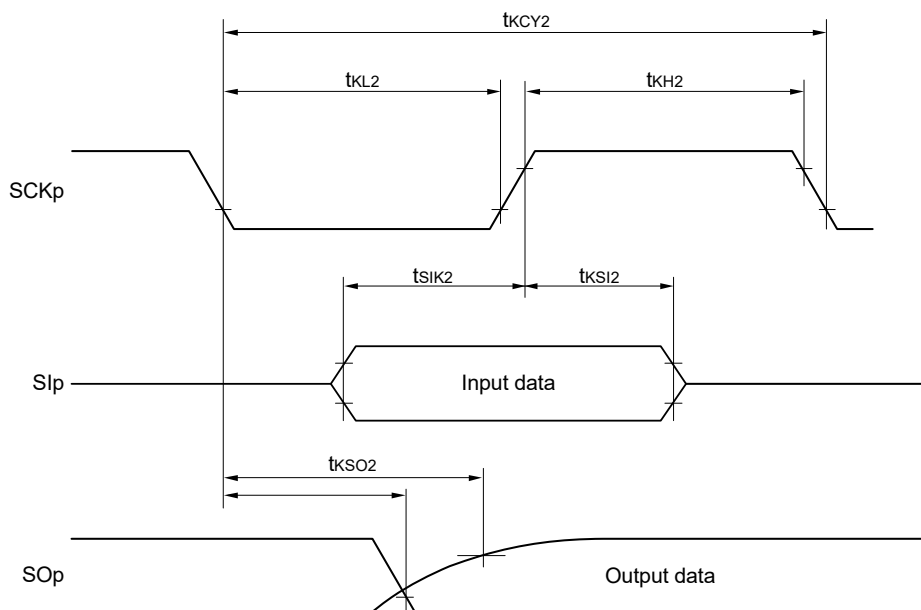 tKCY2
tKL2
tKH2
SCKp
tSIK2
tKSI2
SIp
Input data
tKSO2
SOp
Output data